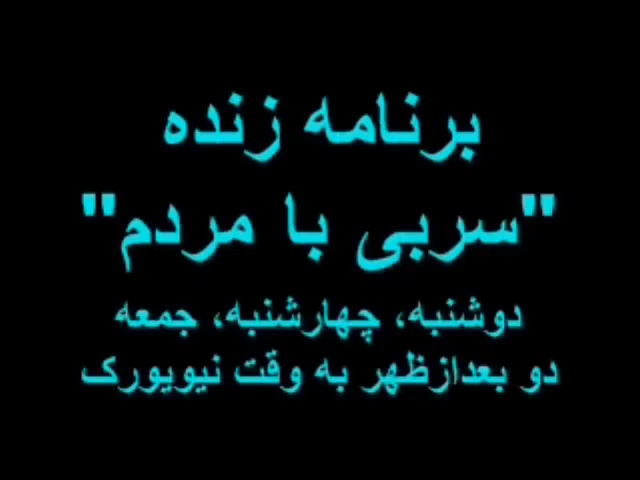 برنامه زنده
"سربی با مردم"
دوشنبه، چهارشنبه، جمعه
دو بعدازظهر به وقت نیویورک